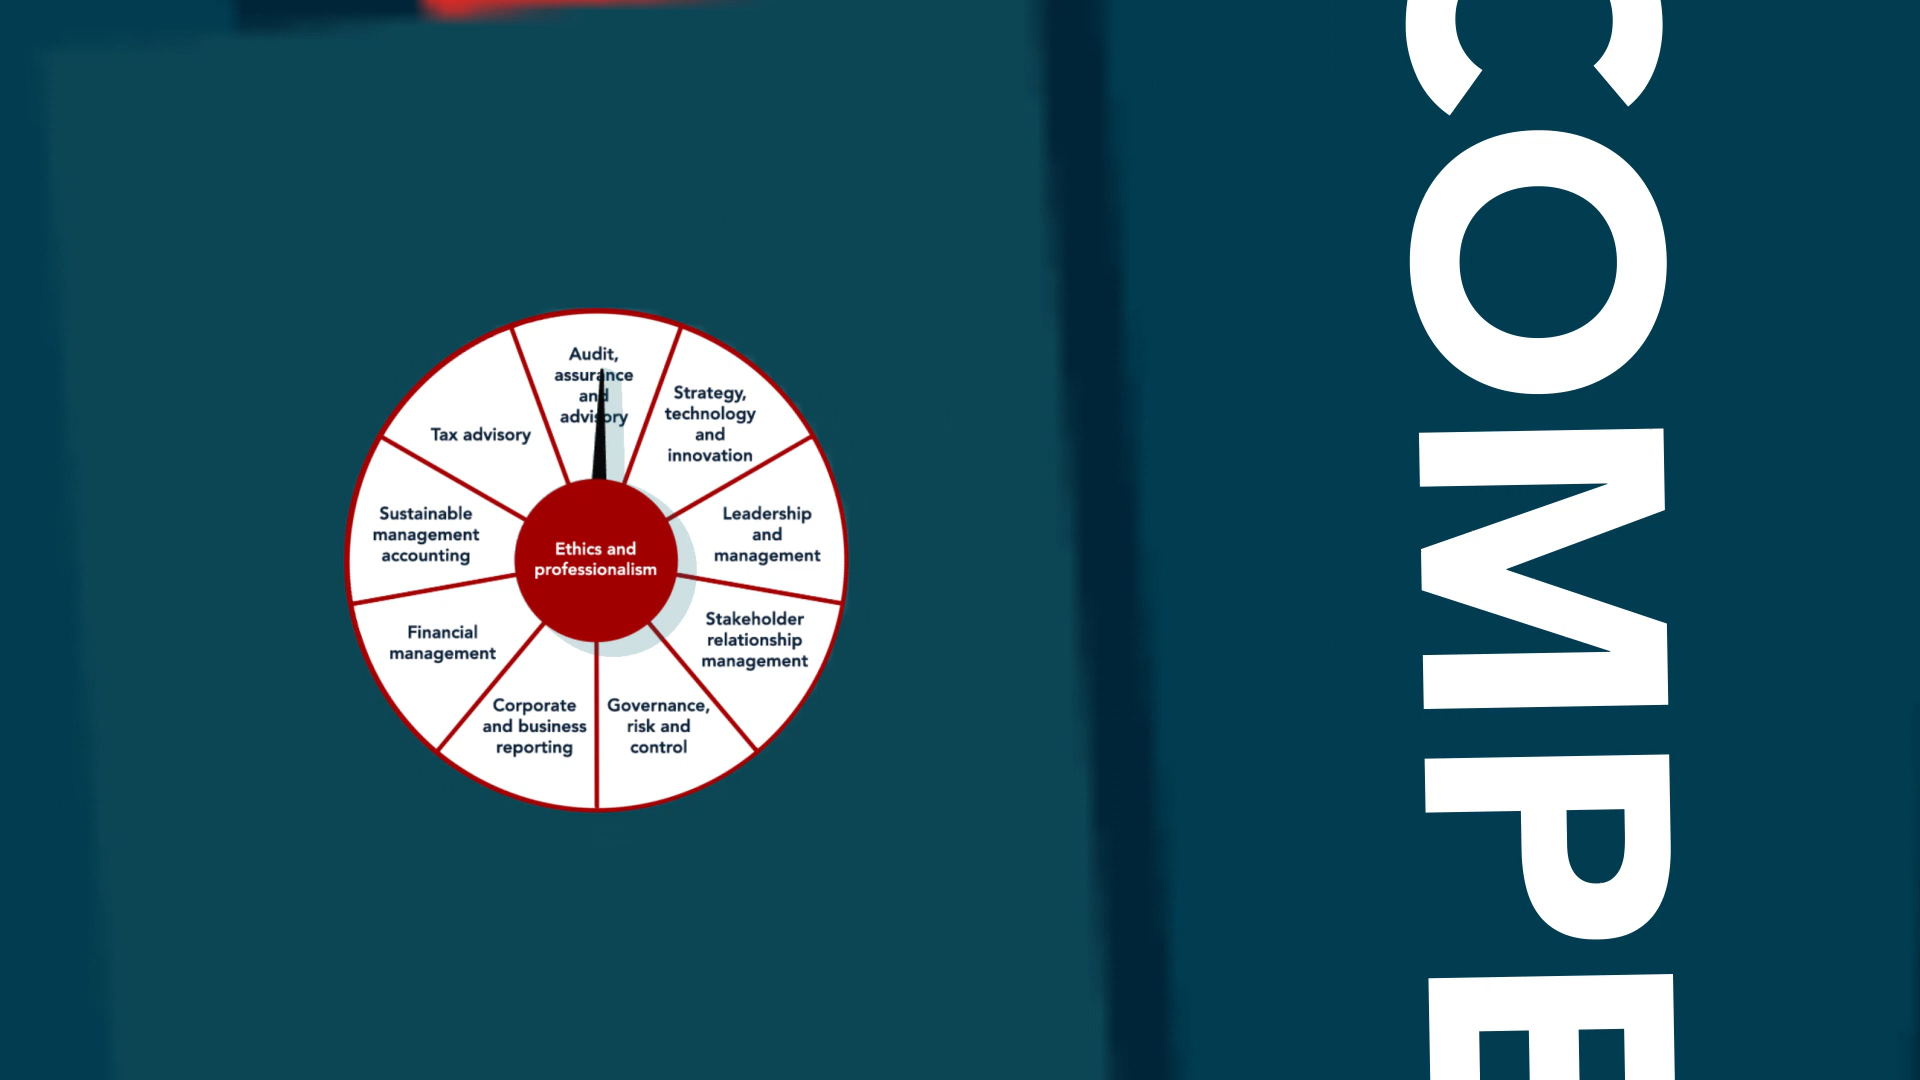 Audit,
assurance
and
advisory
Strategy,
technology
and
innovation
Leadership
and
management
Stakeholder
relationship
management
Governance,
risk and
control
Corporate
and business
reporting
Financial
management
Sustainable
management
accounting
Tax advisory
Ethics and
professionalism
COMPE